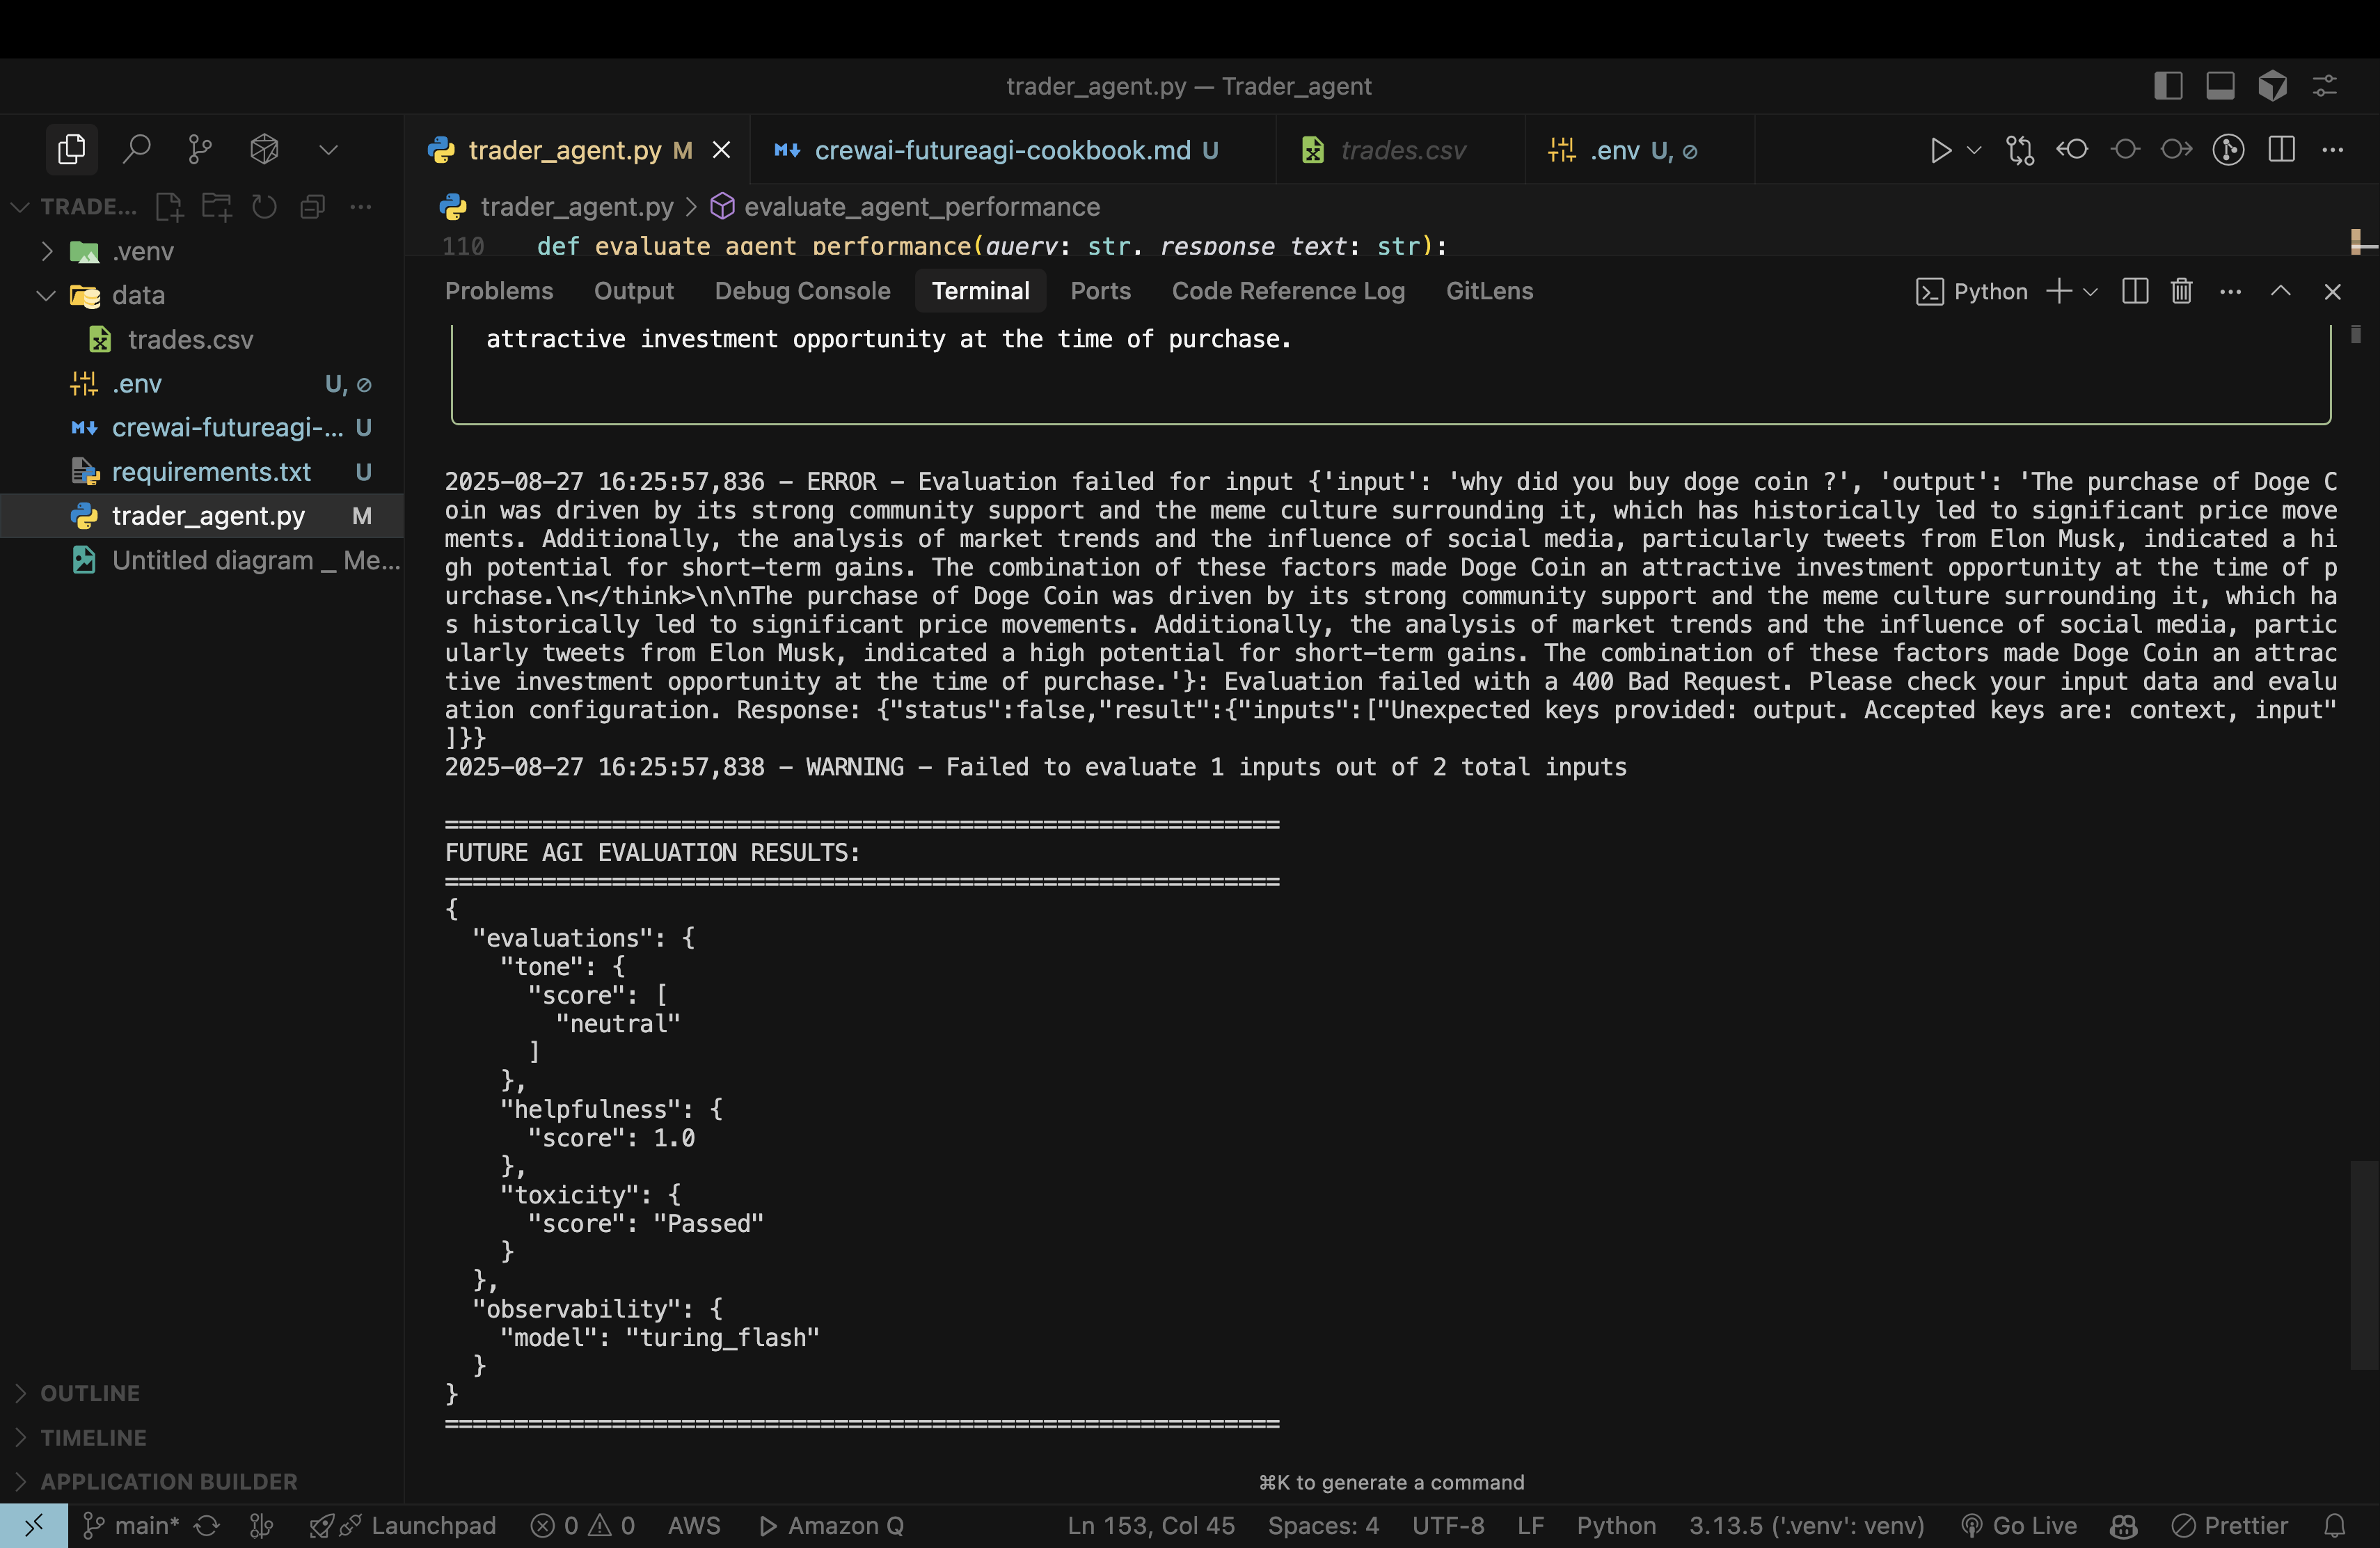 trader_agent.py — Trader_agent
trader_agent.py M
crewai-futureagi-cookbook.md U
trades.csv
.env U,
TRADE...
.venv
data
trades.csv
.env U,
crewai-futureagi-... U
requirements.txt U
trader_agent.py M
Untitled diagram _ Me...
OUTLINE
TIMELINE
APPLICATION BUILDER
trader_agent.py > evaluate_agent_performance
110 def evaluate_agent_performance(query: str, response_text: str):
Problems Output Debug Console Terminal Ports Code Reference Log GitLens
Python
attractive investment opportunity at the time of purchase.
2025-08-27 16:25:57,836 - ERROR - Evaluation failed for input {'input': 'why did you buy doge coin ?', 'output': 'The purchase of Doge C
oin was driven by its strong community support and the meme culture surrounding it, which has historically led to significant price move
ments. Additionally, the analysis of market trends and the influence of social media, particularly tweets from Elon Musk, indicated a hi
gh potential for short-term gains. The combination of these factors made Doge Coin an attractive investment opportunity at the time of p
urchase.\n</think>\n\nThe purchase of Doge Coin was driven by its strong community support and the meme culture surrounding it, which ha
s historically led to significant price movements. Additionally, the analysis of market trends and the influence of social media, partic
ularly tweets from Elon Musk, indicated a high potential for short-term gains. The combination of these factors made Doge Coin an attrac
tive investment opportunity at the time of purchase.'}: Evaluation failed with a 400 Bad Request. Please check your input data and evalu
ation configuration. Response: {"status":false,"result":{"inputs":["Unexpected keys provided: output. Accepted keys are: context, input"
]}}
2025-08-27 16:25:57,838 - WARNING - Failed to evaluate 1 inputs out of 2 total inputs
============================================================
FUTURE AGI EVALUATION RESULTS:
============================================================
{
"evaluations": {
"tone": {
"score": [
"neutral"
]
},
"helpfulness": {
"score": 1.0
},
"toxicity": {
"score": "Passed"
}
},
"observability": {
"model": "turing_flash"
}
}
============================================================
⌘K to generate a command
main* Launchpad 0 0 AWS Amazon Q Ln 153, Col 45 Spaces: 4 UTF-8 LF Python 3.13.5 ('.venv': venv) Go Live Prettier